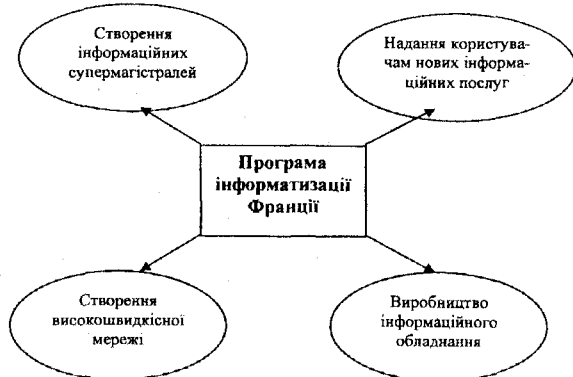 Створення
інформаційних
супермагістралей
Надання користува-
чам нових інформа-
ційних послуг
Програма
інформатизації
Франції
Створення
високошвидкісної
мережі
Виробництво
інформаційного
обладнання